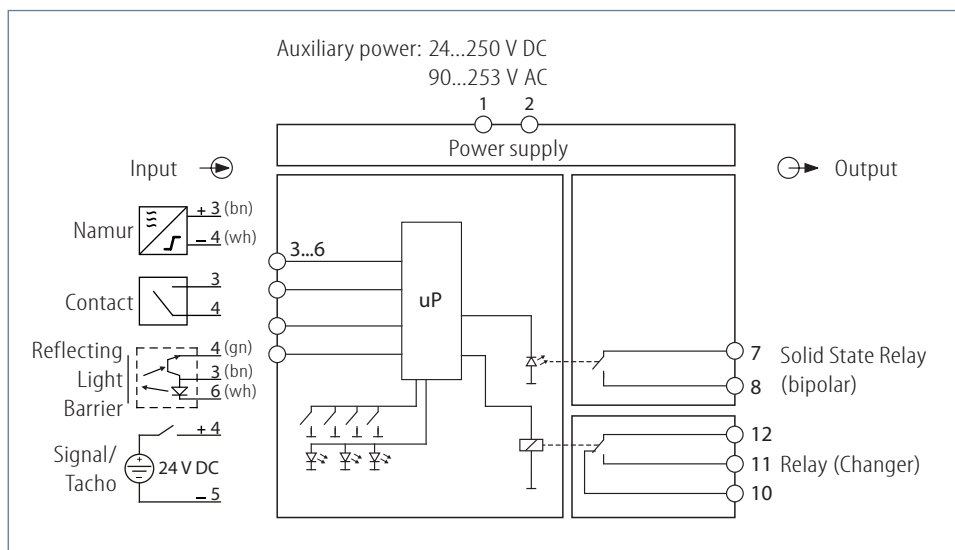 Auxiliary power: 24...250 V DC
90...253 V AC
1 2
Power supply
Input
Output
Namur
+ 3 (bn)
– 4 (wh)
Contact
3
4
Reflecting
Light
Barrier
4 (gn)
3 (bn)
6 (wh)
Signal/
Tacho
+ 4
24 V DC
– 5
3...6
uP
7 Solid State Relay
8 (bipolar)
12
11 Relay (Changer)
10